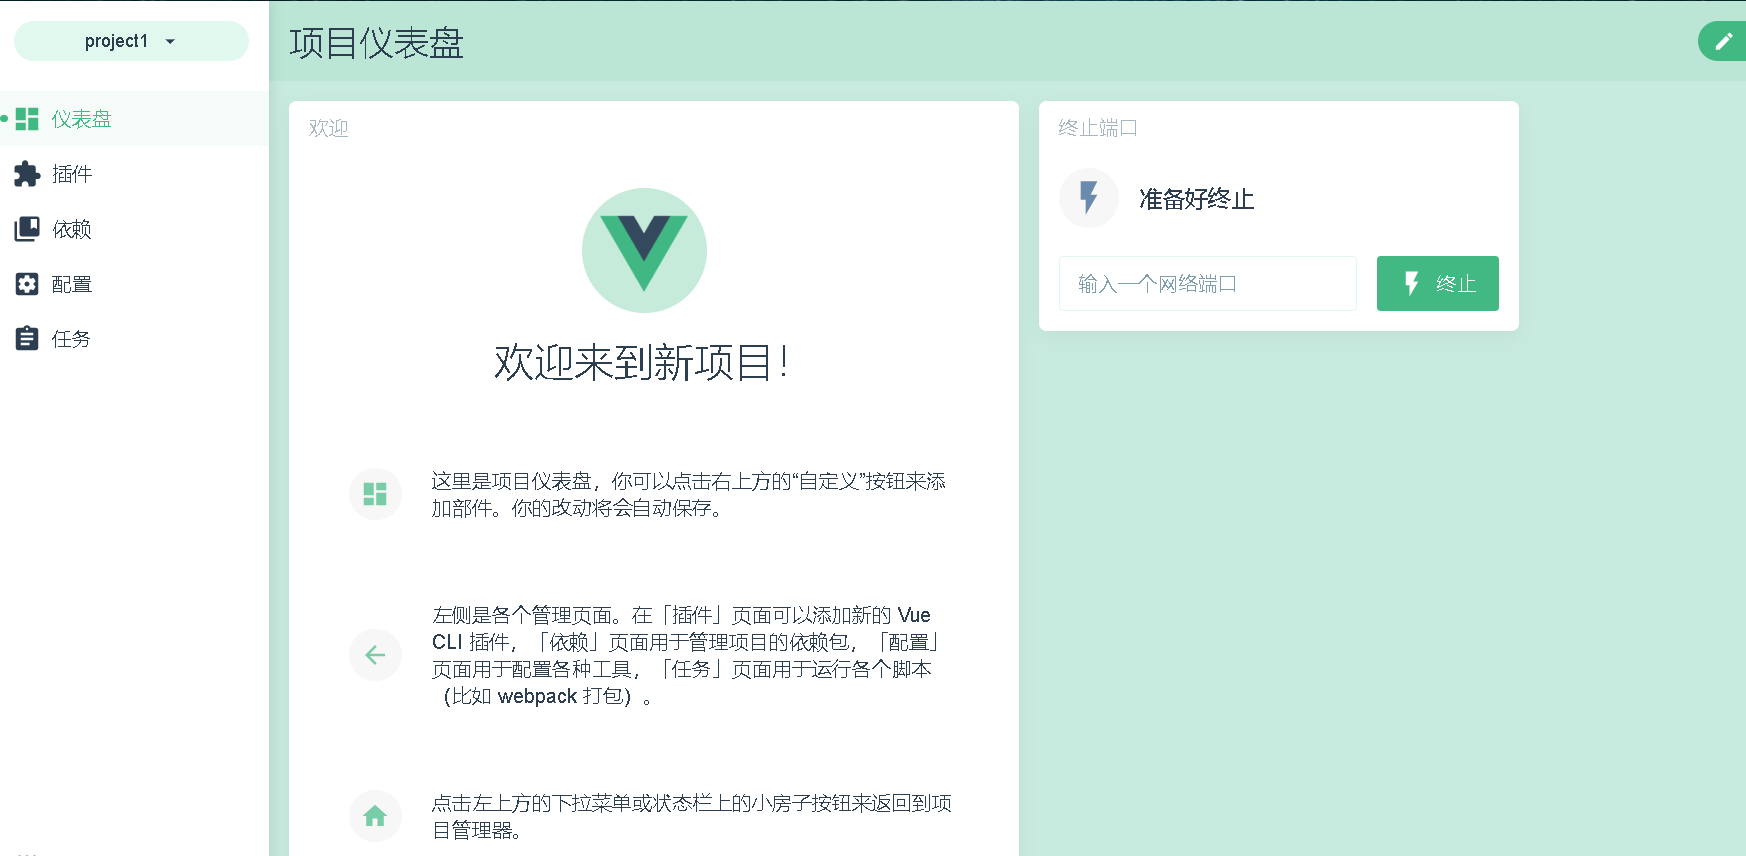 project1
项目仪表盘
仪表盘
插件
依赖
配置
任务
欢迎
欢迎来到新项目！
这里是项目仪表盘，你可以点击右上方的“自定义”按钮来添
加部件。你的改动将会自动保存。
左侧是各个管理页面。在「插件」页面可以添加新的 Vue
CLI 插件，「依赖」页面用于管理项目的依赖包，「配置」
页面用于配置各种工具，「任务」页面用于运行各个脚本
（比如 webpack 打包）。
点击左上方的下拉菜单或状态栏上的小房子按钮来返回到项
目管理器。
终止端口
准备好终止
输入一个网络端口
终止